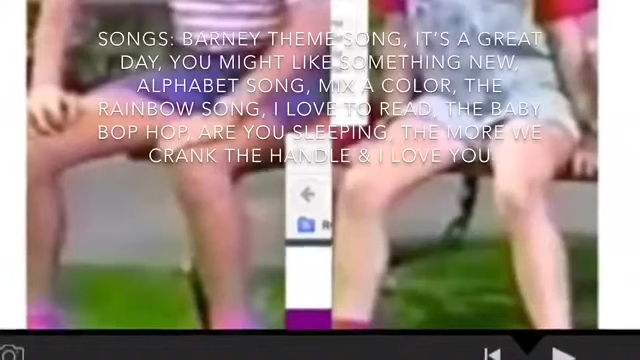 SONGS: BARNEY THEME SONG, IT'S A GREAT
DAY, YOU MIGHT LIKE SOMETHING NEW,
ALPHABET SONG, MIX A COLOR, THE
RAINBOW SONG, I LOVE TO READ, THE BABY
BOP HOP, ARE YOU SLEEPING, THE MORE WE
CRANK THE HANDLE & I LOVE YOU